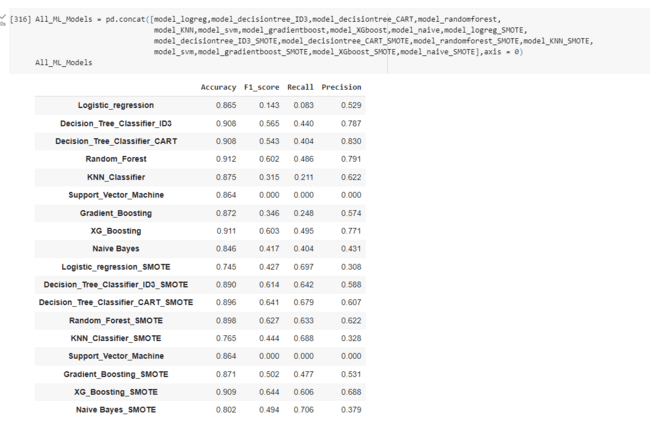 [316] All_ML_Models = pd.concat([model_logreg,model_decisiontree_ID3,model_decisiontree_CART,model_randomforest,
model_KNN,model_svm,model_gradientboost,model_XGboost,model_naive,model_logreg_SMOTE,
model_decisiontree_ID3_SMOTE,model_decisiontree_CART_SMOTE,model_randomforest_SMOTE,model_KNN_SMOTE,
model_svm,model_gradientboost_SMOTE,model_XGboost_SMOTE,model_naive_SMOTE],axis = 0)
All_ML_Models
Accuracy F1_score Recall Precision
Logistic_regression 0.865 0.143 0.083 0.529
Decision_Tree_Classifier_ID3 0.908 0.565 0.440 0.787
Decision_Tree_Classifier_CART 0.908 0.543 0.404 0.830
Random_Forest 0.912 0.602 0.486 0.791
KNN_Classifier 0.875 0.315 0.211 0.622
Support_Vector_Machine 0.864 0.000 0.000 0.000
Gradient_Boosting 0.872 0.346 0.248 0.574
XG_Boosting 0.911 0.603 0.495 0.771
Naive Bayes 0.846 0.417 0.404 0.431
Logistic_regression_SMOTE 0.745 0.427 0.697 0.308
Decision_Tree_Classifier_ID3_SMOTE 0.890 0.614 0.642 0.588
Decision_Tree_Classifier_CART_SMOTE 0.896 0.641 0.679 0.607
Random_Forest_SMOTE 0.898 0.627 0.633 0.622
KNN_Classifier_SMOTE 0.765 0.444 0.688 0.328
Support_Vector_Machine 0.864 0.000 0.000 0.000
Gradient_Boosting_SMOTE 0.871 0.502 0.477 0.531
XG_Boosting_SMOTE 0.909 0.644 0.606 0.688
Naive Bayes_SMOTE 0.802 0.494 0.706 0.379